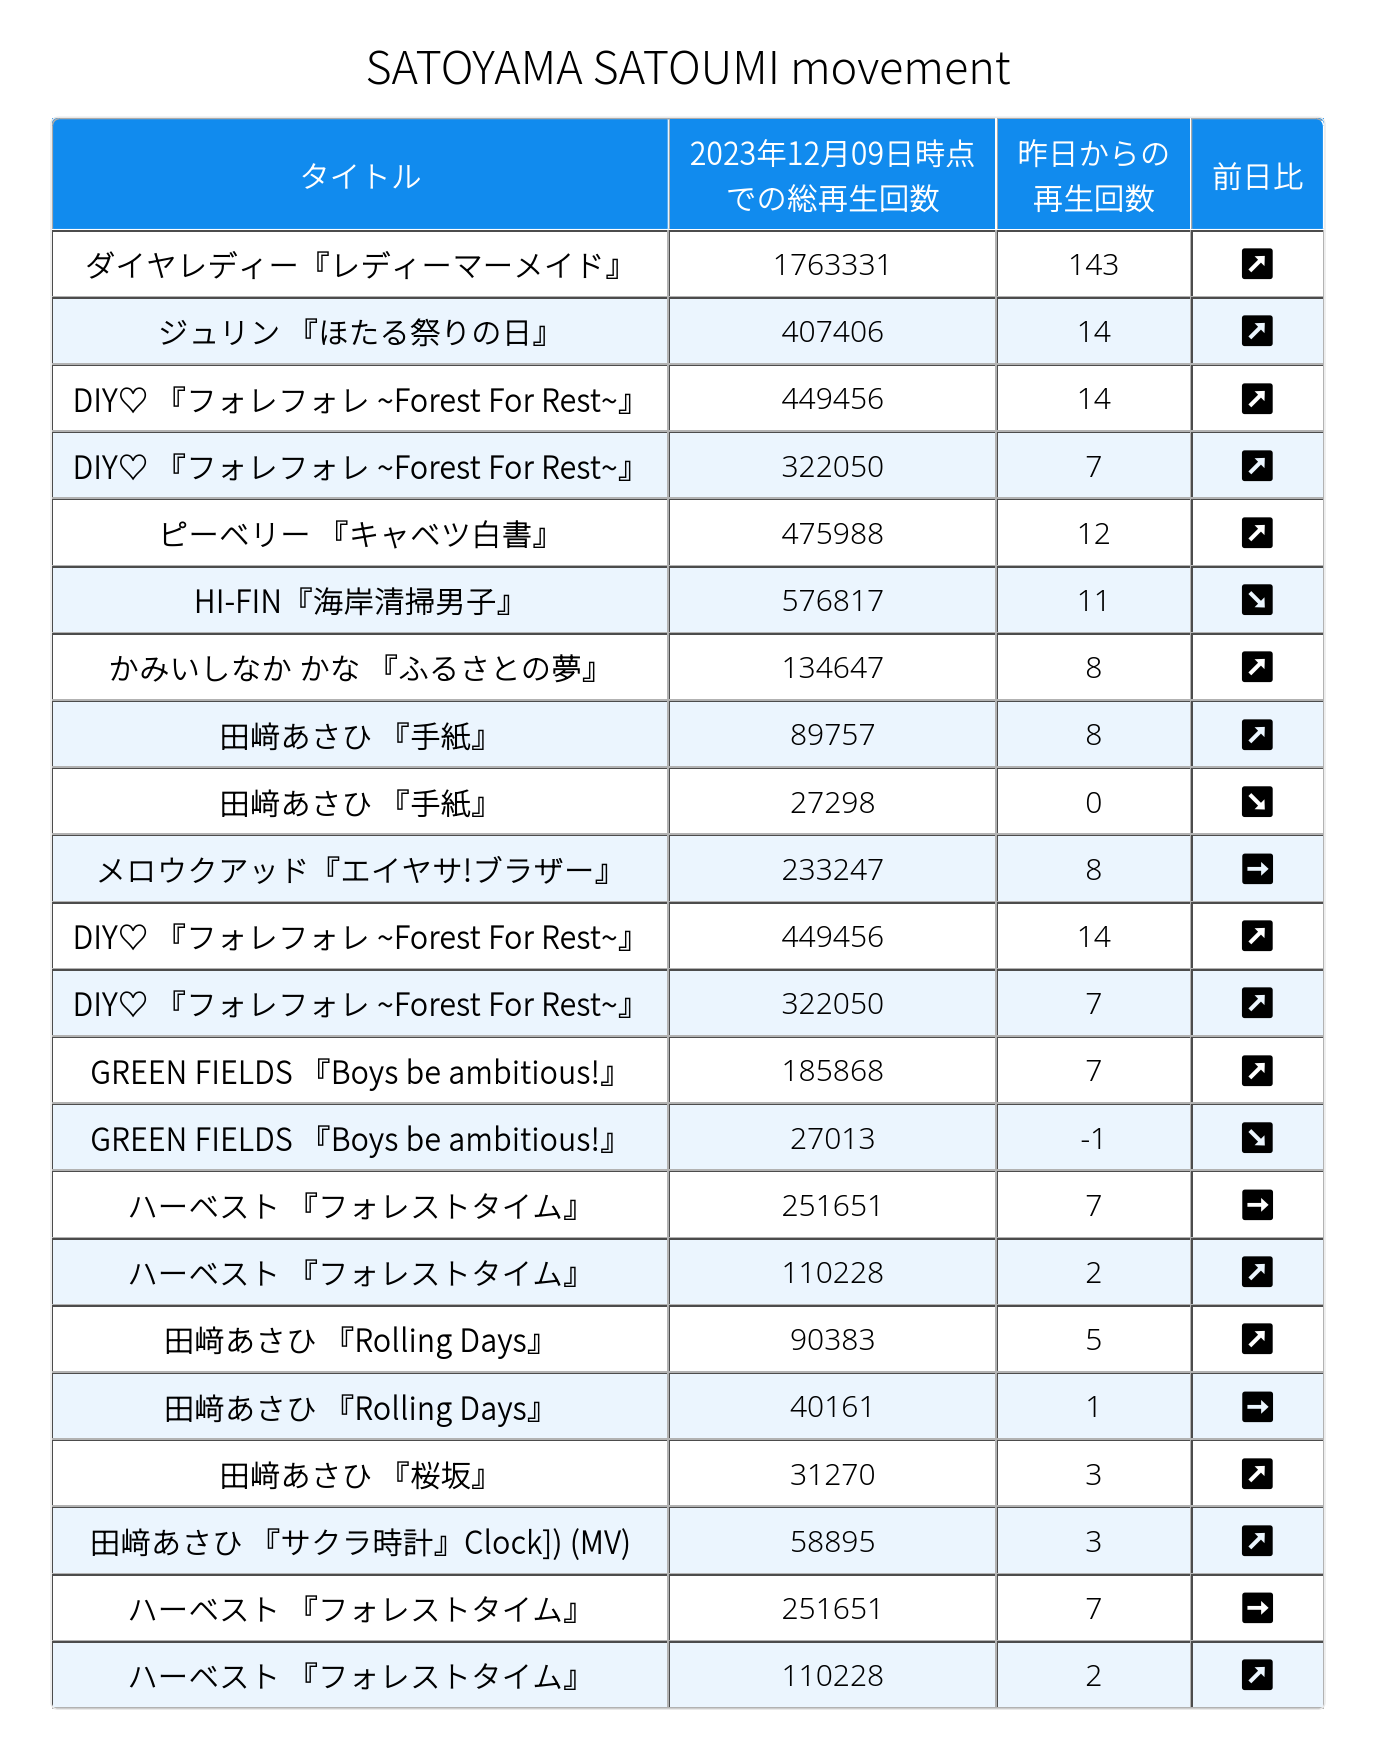 SATOYAMA SATOUMI movement
タイトル 2023年12月09日時点での総再生回数 昨日からの再生回数 前日比
ダイヤレディー『レディーマーメイド』 1763331 143 ↗
ジュリン 『ほたる祭りの日』 407406 14 ↗
DIY♡ 『フォレフォレ ~Forest For Rest~』 449456 14 ↗
DIY♡ 『フォレフォレ ~Forest For Rest~』 322050 7 ↗
ピーベリー 『キャベツ白書』 475988 12 ↗
HI-FIN『海岸清掃男子』 576817 11 ↘
かみいしなか かな 『ふるさとの夢』 134647 8 ↗
田﨑あさひ 『手紙』 89757 8 ↗
田﨑あさひ 『手紙』 27298 0 ↘
メロウクアッド『エイヤサ!ブラザー』 233247 8 →
DIY♡ 『フォレフォレ ~Forest For Rest~』 449456 14 ↗
DIY♡ 『フォレフォレ ~Forest For Rest~』 322050 7 ↗
GREEN FIELDS 『Boys be ambitious!』 185868 7 ↗
GREEN FIELDS 『Boys be ambitious!』 27013 -1 ↘
ハーベスト 『フォレストタイム』 251651 7 →
ハーベスト 『フォレストタイム』 110228 2 ↗
田﨑あさひ 『Rolling Days』 90383 5 ↗
田﨑あさひ 『Rolling Days』 40161 1 →
田﨑あさひ 『桜坂』 31270 3 ↗
田﨑あさひ 『サクラ時計』Clock]) (MV) 58895 3 ↗
ハーベスト 『フォレストタイム』 251651 7 →
ハーベスト 『フォレストタイム』 110228 2 ↗